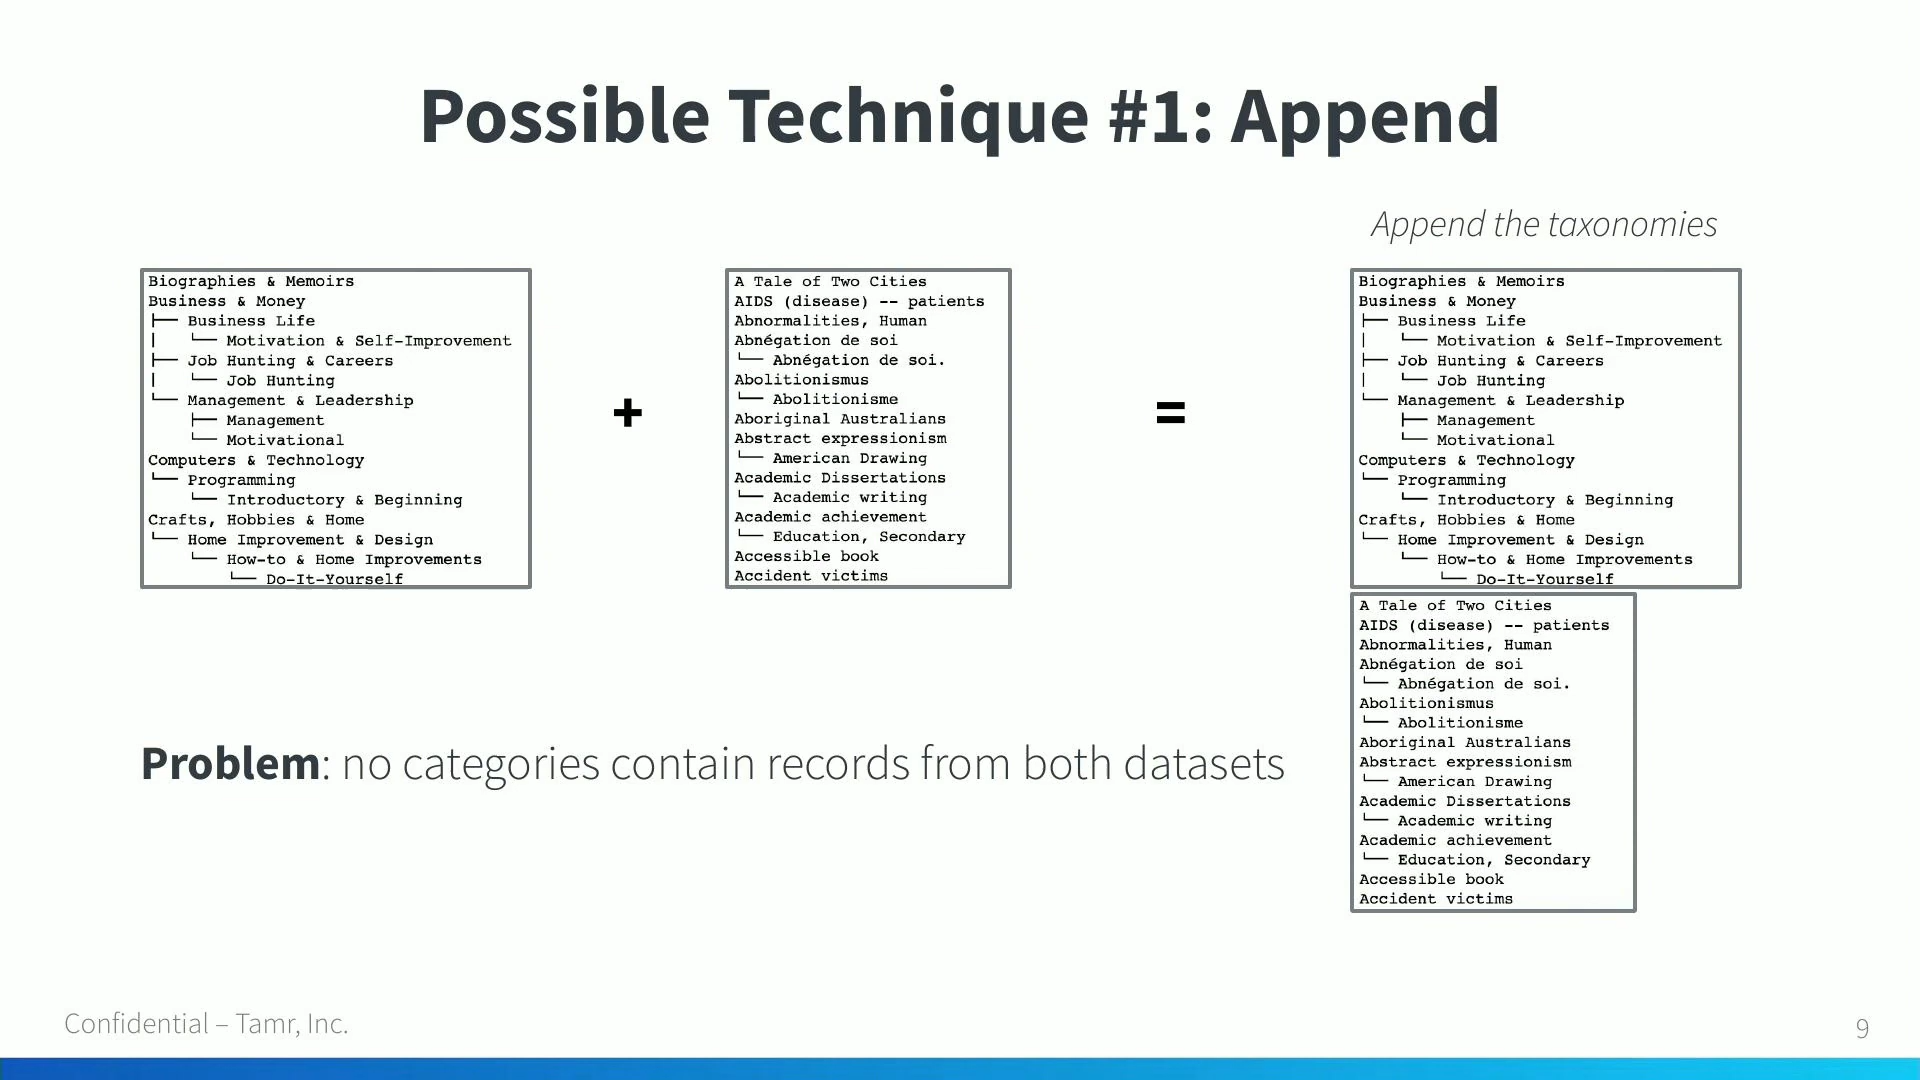 Possible Technique #1: Append
Append the taxonomies
Biographies & Memoirs
Business & Money
├── Business Life
│   └── Motivation & Self-Improvement
├── Job Hunting & Careers
│   └── Job Hunting
└── Management & Leadership
    ├── Management
    └── Motivational
Computers & Technology
└── Programming
    └── Introductory & Beginning
Crafts, Hobbies & Home
└── Home Improvement & Design
    └── How-to & Home Improvements
        └── Do-It-Yourself
+
A Tale of Two Cities
AIDS (disease) -- patients
Abnormalities, Human
Abnégation de soi
└── Abnégation de soi.
Abolitionismus
└── Abolitionisme
Aboriginal Australians
Abstract expressionism
└── American Drawing
Academic Dissertations
└── Academic writing
Academic achievement
└── Education, Secondary
Accessible book
Accident victims
=
Biographies & Memoirs
Business & Money
├── Business Life
│   └── Motivation & Self-Improvement
├── Job Hunting & Careers
│   └── Job Hunting
└── Management & Leadership
    ├── Management
    └── Motivational
Computers & Technology
└── Programming
    └── Introductory & Beginning
Crafts, Hobbies & Home
└── Home Improvement & Design
    └── How-to & Home Improvements
        └── Do-It-Yourself
A Tale of Two Cities
AIDS (disease) -- patients
Abnormalities, Human
Abnégation de soi
└── Abnégation de soi.
Abolitionismus
└── Abolitionisme
Aboriginal Australians
Abstract expressionism
└── American Drawing
Academic Dissertations
└── Academic writing
Academic achievement
└── Education, Secondary
Accessible book
Accident victims
Problem: no categories contain records from both datasets
Confidential – Tamr, Inc.
9